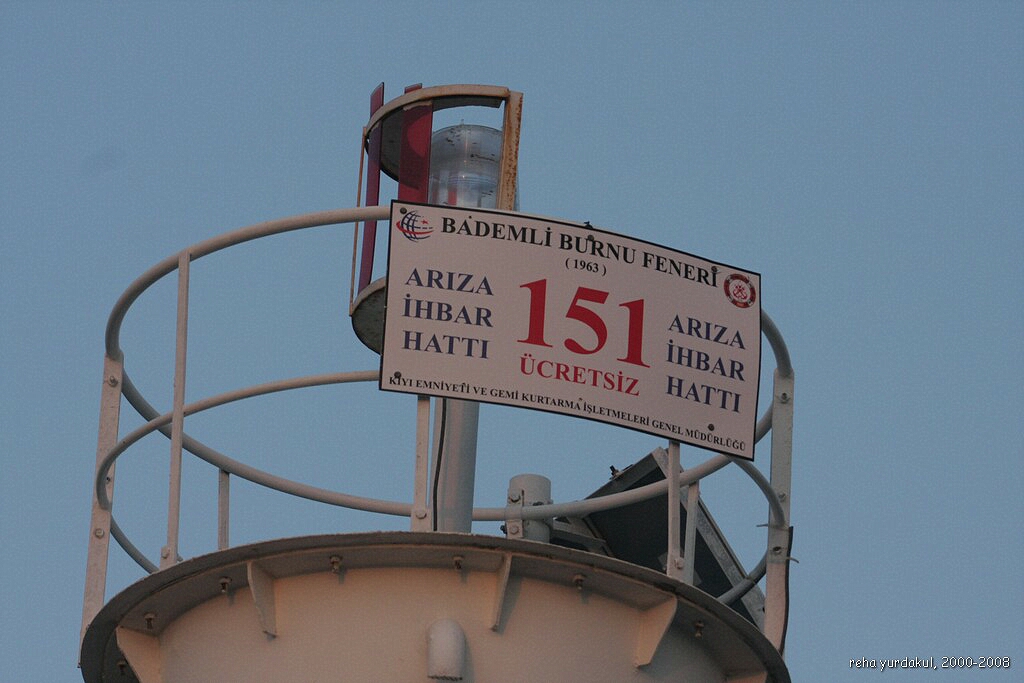 BADEMLİ BURNU FENERİ
(1963)
ARIZA
İHBAR
HATTI
151
ÜCRETSİZ
ARIZA
İHBAR
HATTI
KIYI EMNİYETİ VE GEMİ KURTARMA İŞLETMELERİ GENEL MÜDÜRLÜĞÜ
reha yurdakul, 2000-2008